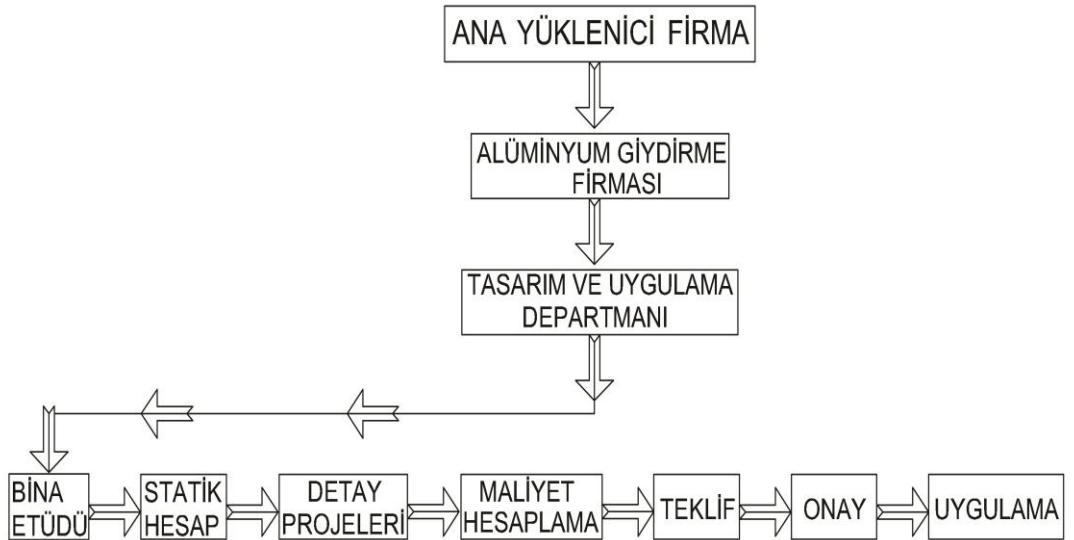 ANA YÜKLENİCİ FİRMA
ALÜMİNYUM GİYDİRME
FİRMASI
TASARIM VE UYGULAMA
DEPARTMANI
BİNA
ETÜDÜ
STATİK
HESAP
DETAY
PROJELERİ
MALİYET
HESAPLAMA
TEKLİF
ONAY
UYGULAMA